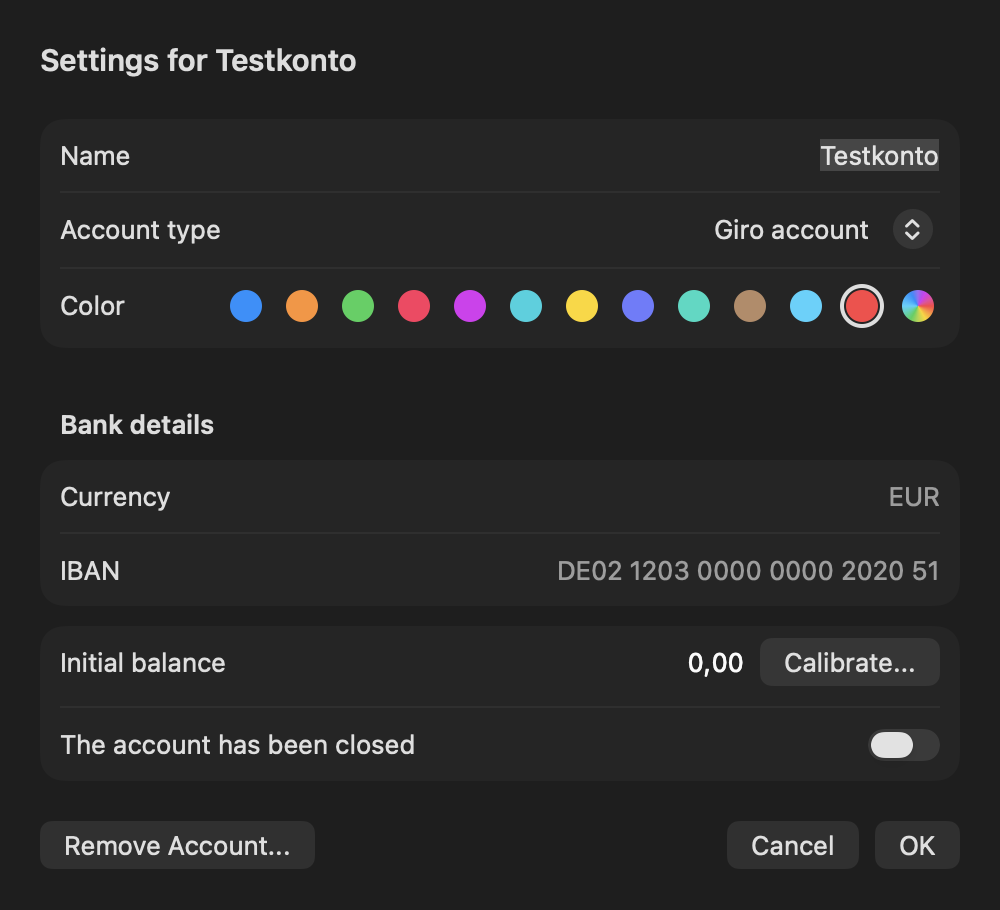 Settings for Testkonto
Name Testkonto
Account type Giro account
Color
Bank details
Currency EUR
IBAN DE02 1203 0000 0000 2020 51
Initial balance 0,00 Calibrate...
The account has been closed
Remove Account... Cancel OK